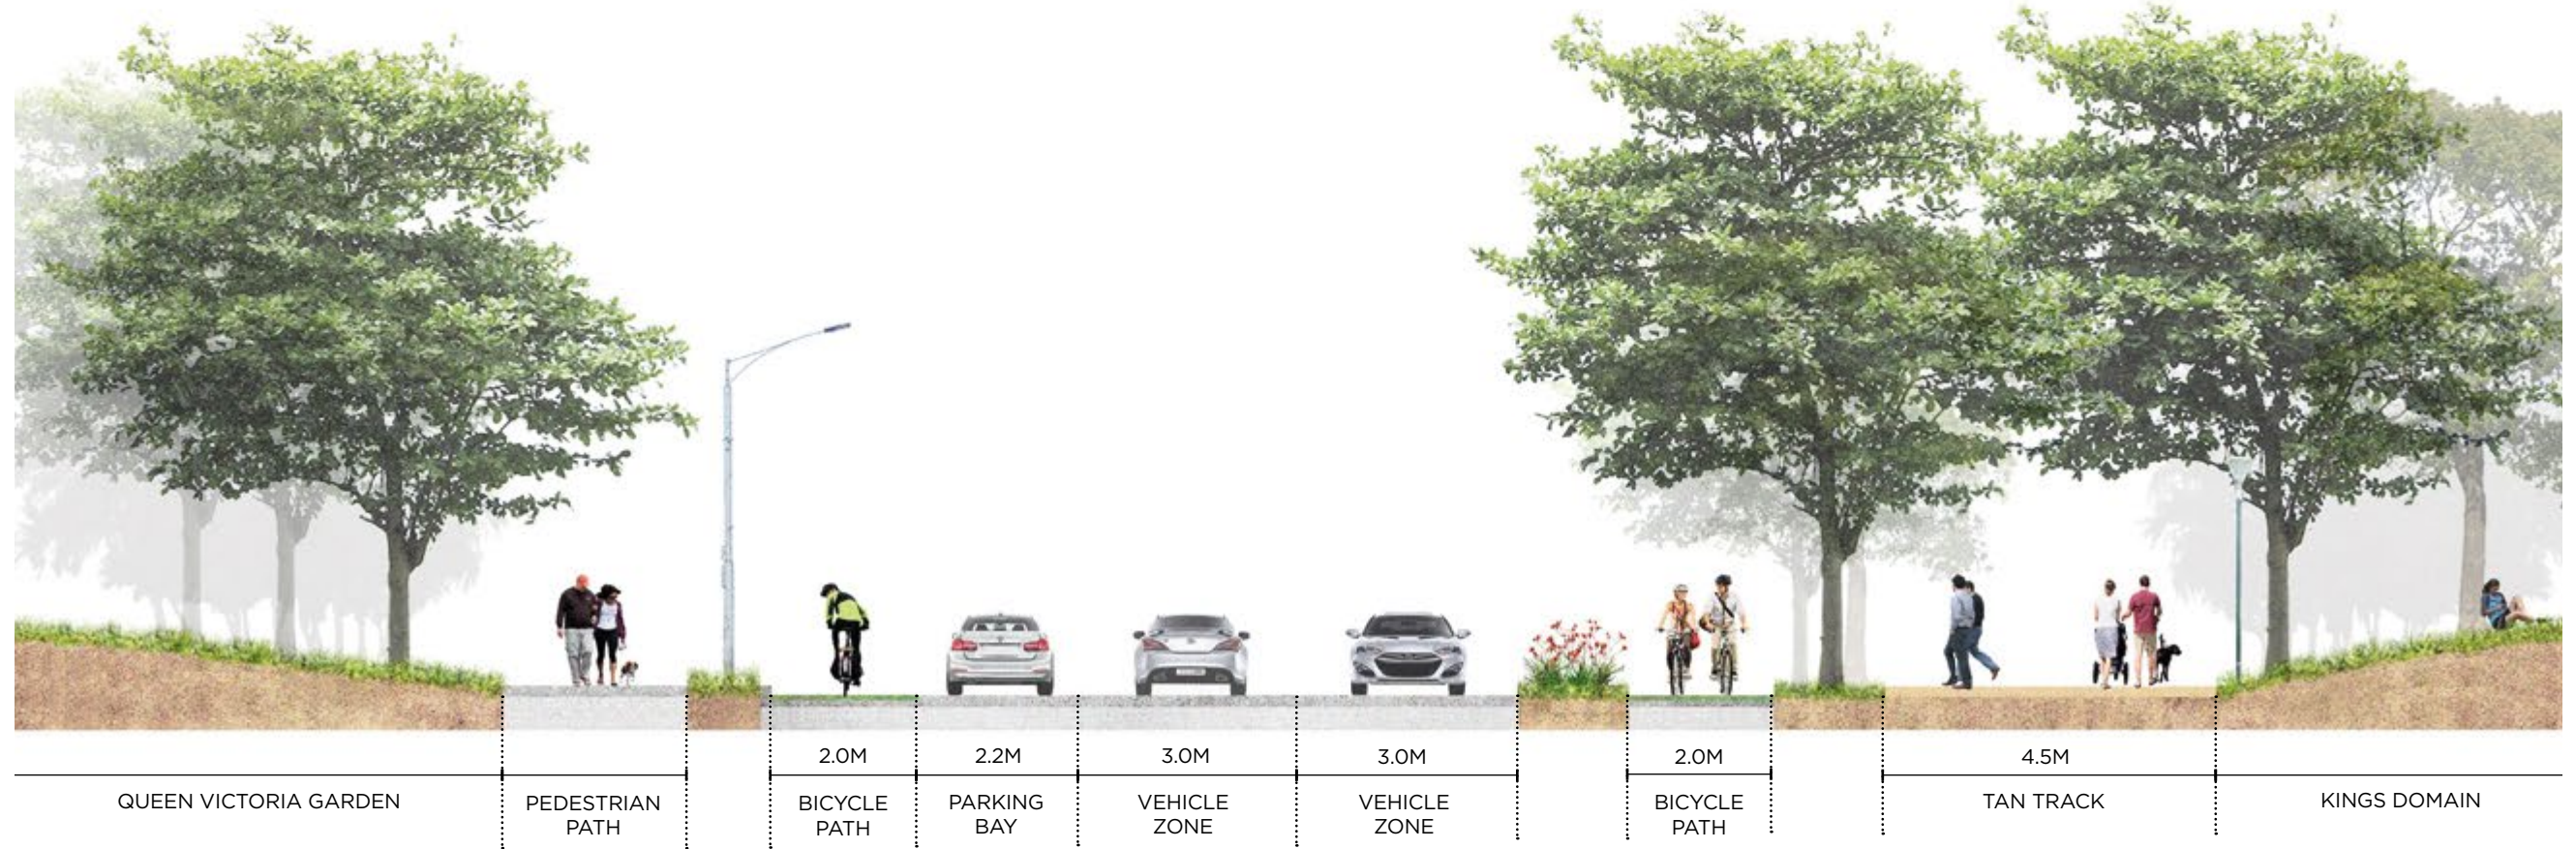 2.0M
2.2M
3.0M
3.0M
2.0M
4.5M
QUEEN VICTORIA GARDEN
PEDESTRIAN
PATH
BICYCLE
PATH
PARKING
BAY
VEHICLE
ZONE
VEHICLE
ZONE
BICYCLE
PATH
TAN TRACK
KINGS DOMAIN